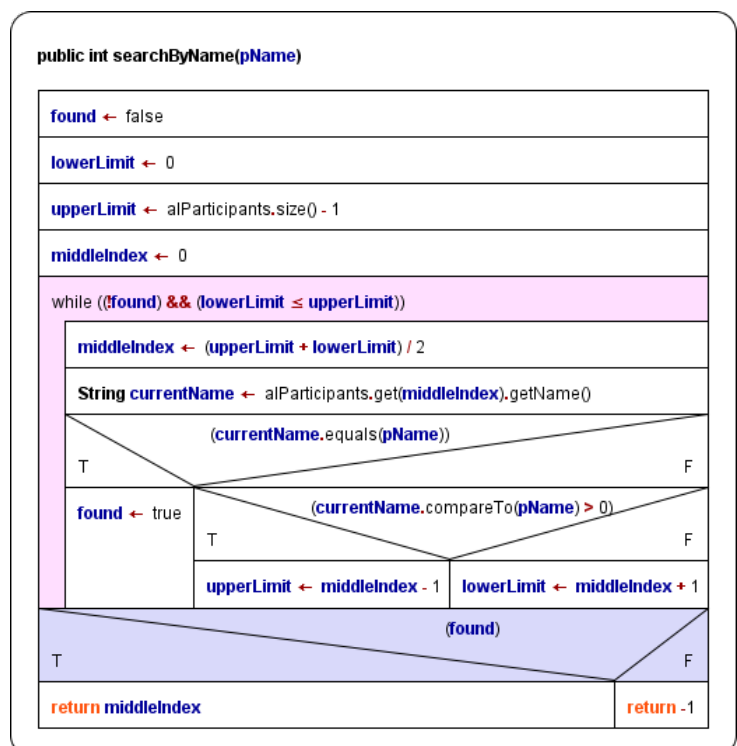 public int searchByName(pName)
found ← false
lowerLimit ← 0
upperLimit ← alParticipants.size() - 1
middleIndex ← 0
while ((!found) && (lowerLimit ≤ upperLimit))
middleIndex ← (upperLimit + lowerLimit) / 2
String currentName ← alParticipants.get(middleIndex).getName()
(currentName.equals(pName))
T F
found ← true (currentName.compareTo(pName) > 0)
T F
upperLimit ← middleIndex - 1 lowerLimit ← middleIndex + 1
(found)
T F
return middleIndex return -1